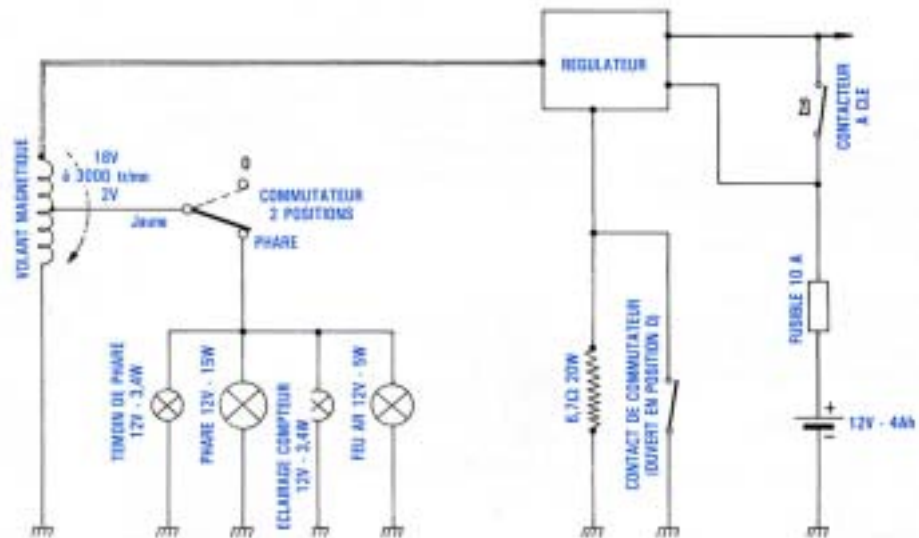 REGULATEUR
CONTACTEUR
A CLE
VOLANT MAGNETIQUE
18V
à 3000 tr/mn
2V
Jaune
0
COMMUTATEUR
2 POSITIONS
PHARE
TEMOIN DE PHARE
12V - 3,4W
PHARE 12V - 15W
ECLAIRAGE COMPTEUR
12V - 3,4W
FEU AR 12V - 5W
6,7Ω 20W
CONTACT DE COMMUTATEUR
(OUVERT EN POSITION 0)
FUSIBLE 10 A
+
-
12V - 4Ah